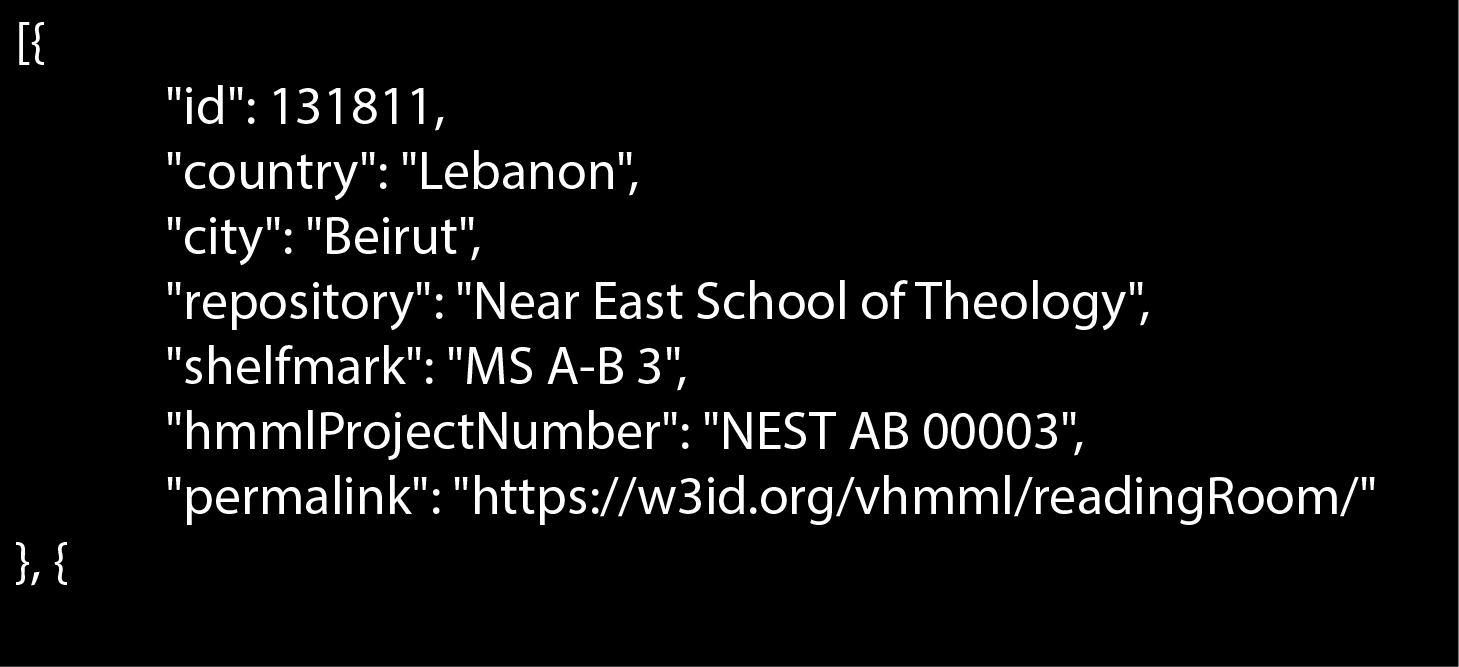 [{
"id": 131811,
"country": "Lebanon",
"city": "Beirut",
"repository": "Near East School of Theology",
"shelfmark": "MS A-B 3",
"hmmlProjectNumber": "NEST AB 00003",
"permalink": "https://w3id.org/vhmml/readingRoom/"
}, {